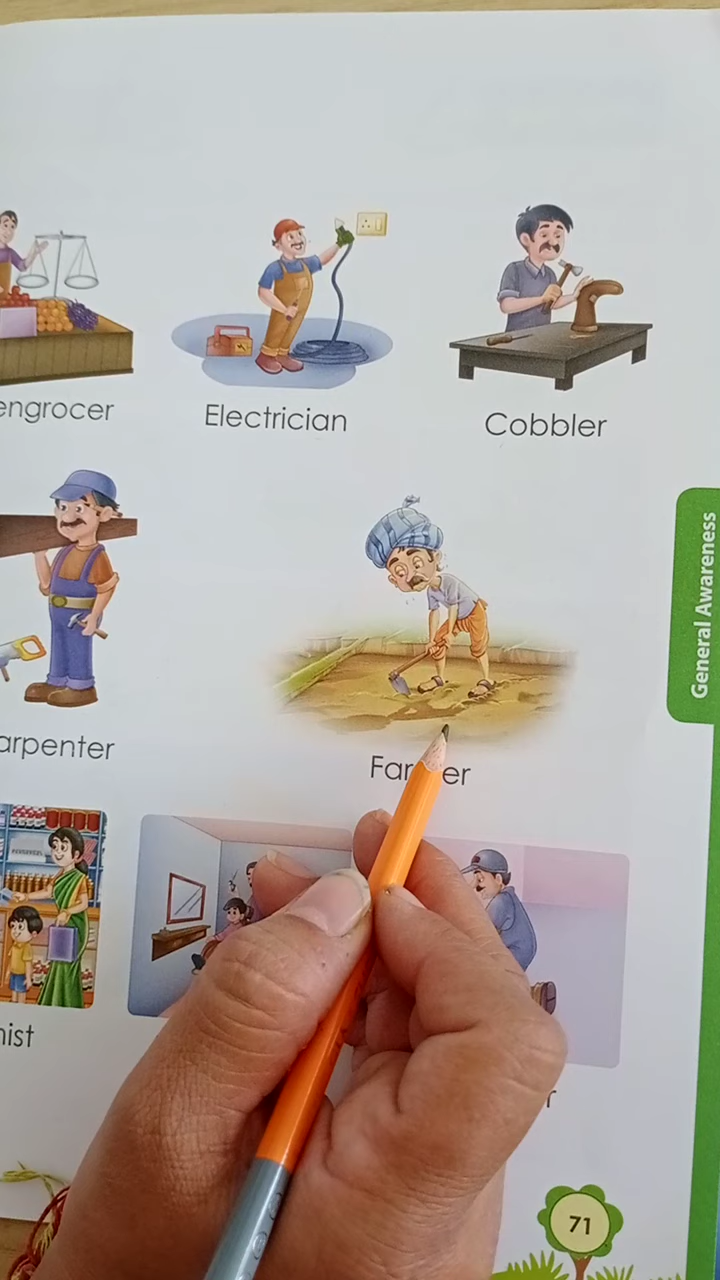 engrocer
Electrician
Cobbler
General Awareness
arpenter
Far er
nist
r
71